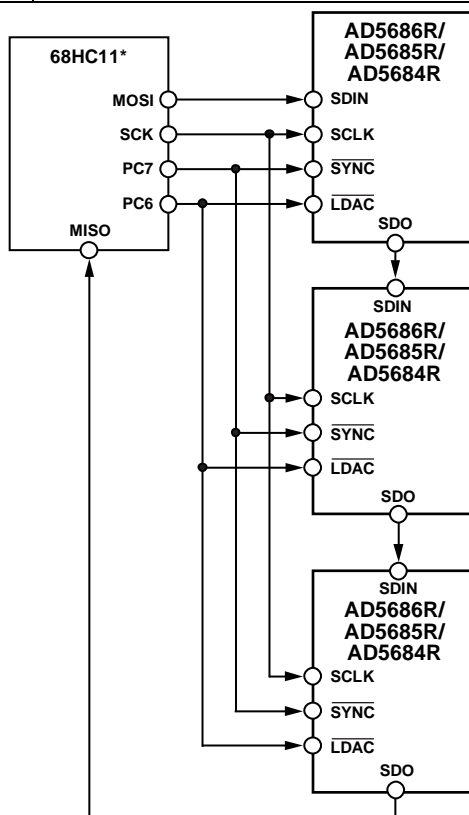 68HC11*
MOSI
SCK
PC7
PC6
MISO
AD5686R/
AD5685R/
AD5684R
SDIN
SCLK
SYNC
LDAC
SDO
SDIN
AD5686R/
AD5685R/
AD5684R
SCLK
SYNC
LDAC
SDO
SDIN
AD5686R/
AD5685R/
AD5684R
SCLK
SYNC
LDAC
SDO